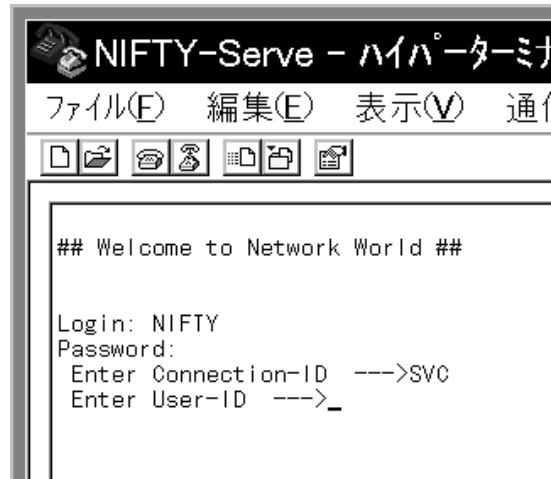 NIFTY-Serve - ハイパーターミナ
ファイル(F) 編集(E) 表示(V) 通信
## Welcome to Network World ##
Login: NIFTY
Password:
Enter Connection-ID --->SVC
Enter User-ID --->_